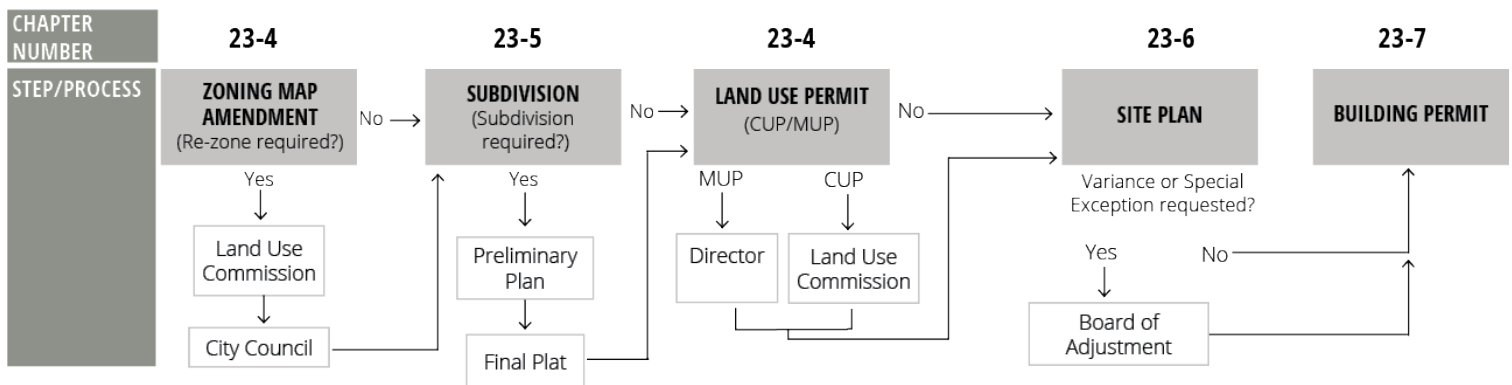 CHAPTER
NUMBER
23-4
23-5
23-4
23-6
23-7
STEP/PROCESS
ZONING MAP
AMENDMENT
(Re-zone required?)
No
SUBDIVISION
(Subdivision
required?)
No
LAND USE PERMIT
(CUP/MUP)
No
SITE PLAN
BUILDING PERMIT
Yes
Land Use
Commission
City Council
Yes
Preliminary
Plan
Final Plat
MUP
CUP
Director
Land Use
Commission
Variance or Special
Exception requested?
Yes
No
Board of
Adjustment